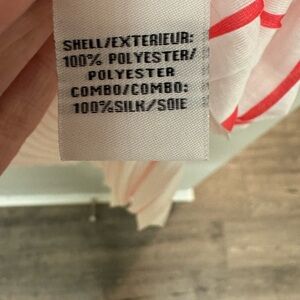 SHELL/EXTERIEUR:
100% POLYESTER/
POLYESTER
COMBO/COMBO:
100%SILK/SOIE